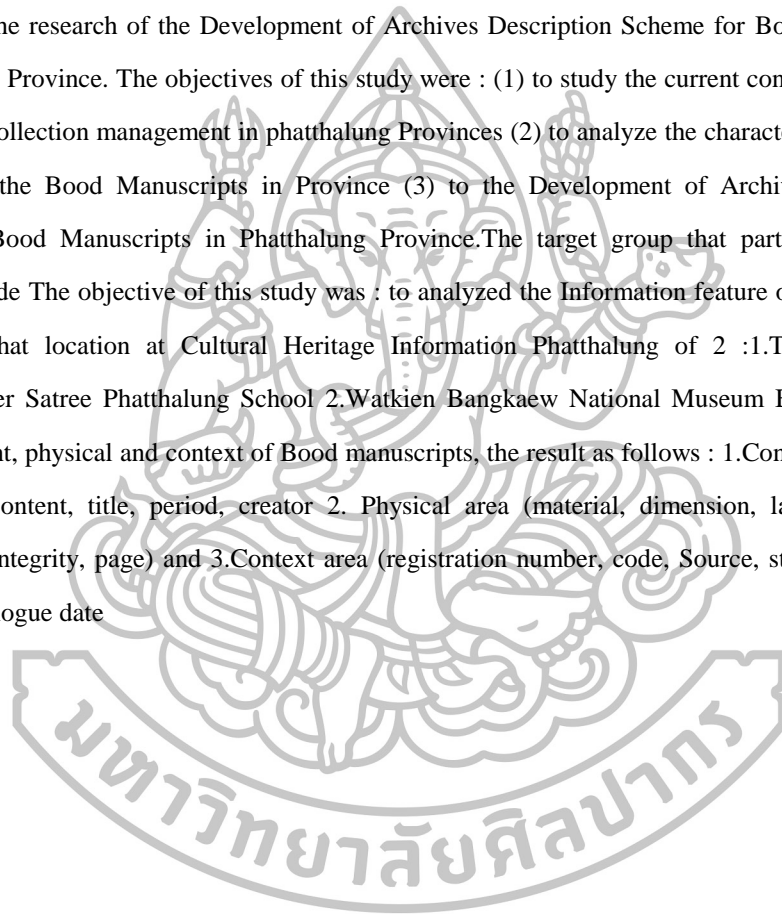 he research of the Development of Archives Description Scheme for Bo
Province. The objectives of this study were : (1) to study the current con
ollection management in phatthalung Provinces (2) to analyze the characte
the Bood Manuscripts in Province (3) to the Development of Archi
Bood Manuscripts in Phatthalung Province.The target group that part
de The objective of this study was : to analyzed the Information feature o
hat location at Cultural Heritage Information Phatthalung of 2 :1.T
er Satree Phatthalung School 2.Watkien Bangkaew National Museum
nt, physical and context of Bood manuscripts, the result as follows : 1.Con
ontent, title, period, creator 2. Physical area (material, dimension, la
ntegrity, page) and 3.Context area (registration number, code, Source, st
logue date
มหาวิทยาลัยศิลปากร